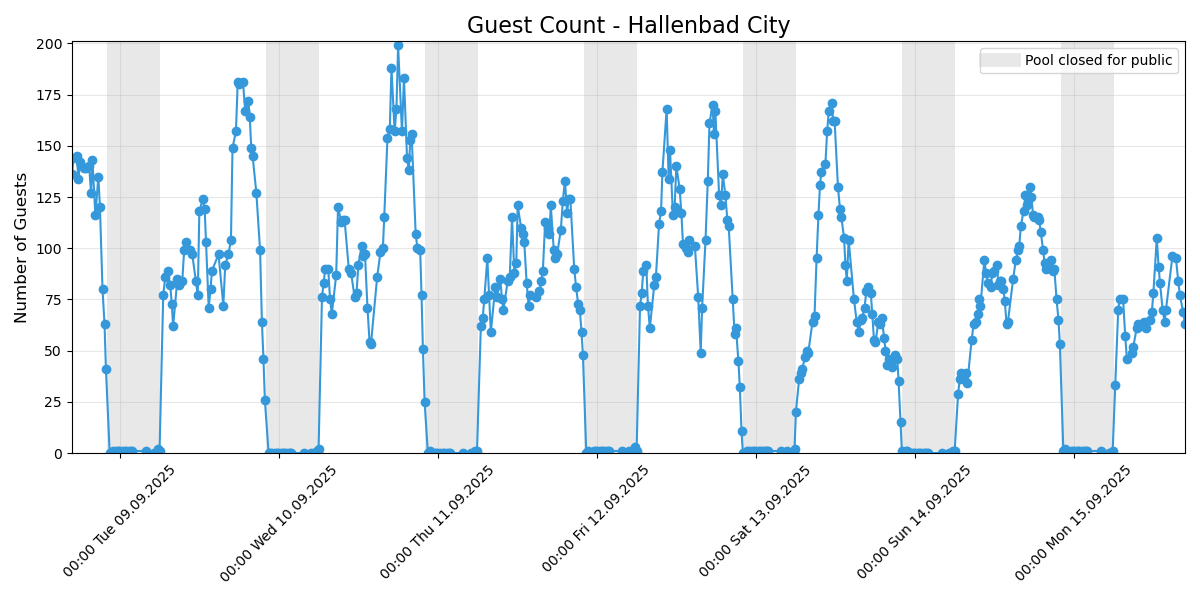 Guest Count - Hallenbad City
Number of Guests
200
175
150
125
100
75
50
25
0
Pool closed for public
00:00 Tue 09.09.2025
00:00 Wed 10.09.2025
00:00 Thu 11.09.2025
00:00 Fri 12.09.2025
00:00 Sat 13.09.2025
00:00 Sun 14.09.2025
00:00 Mon 15.09.2025